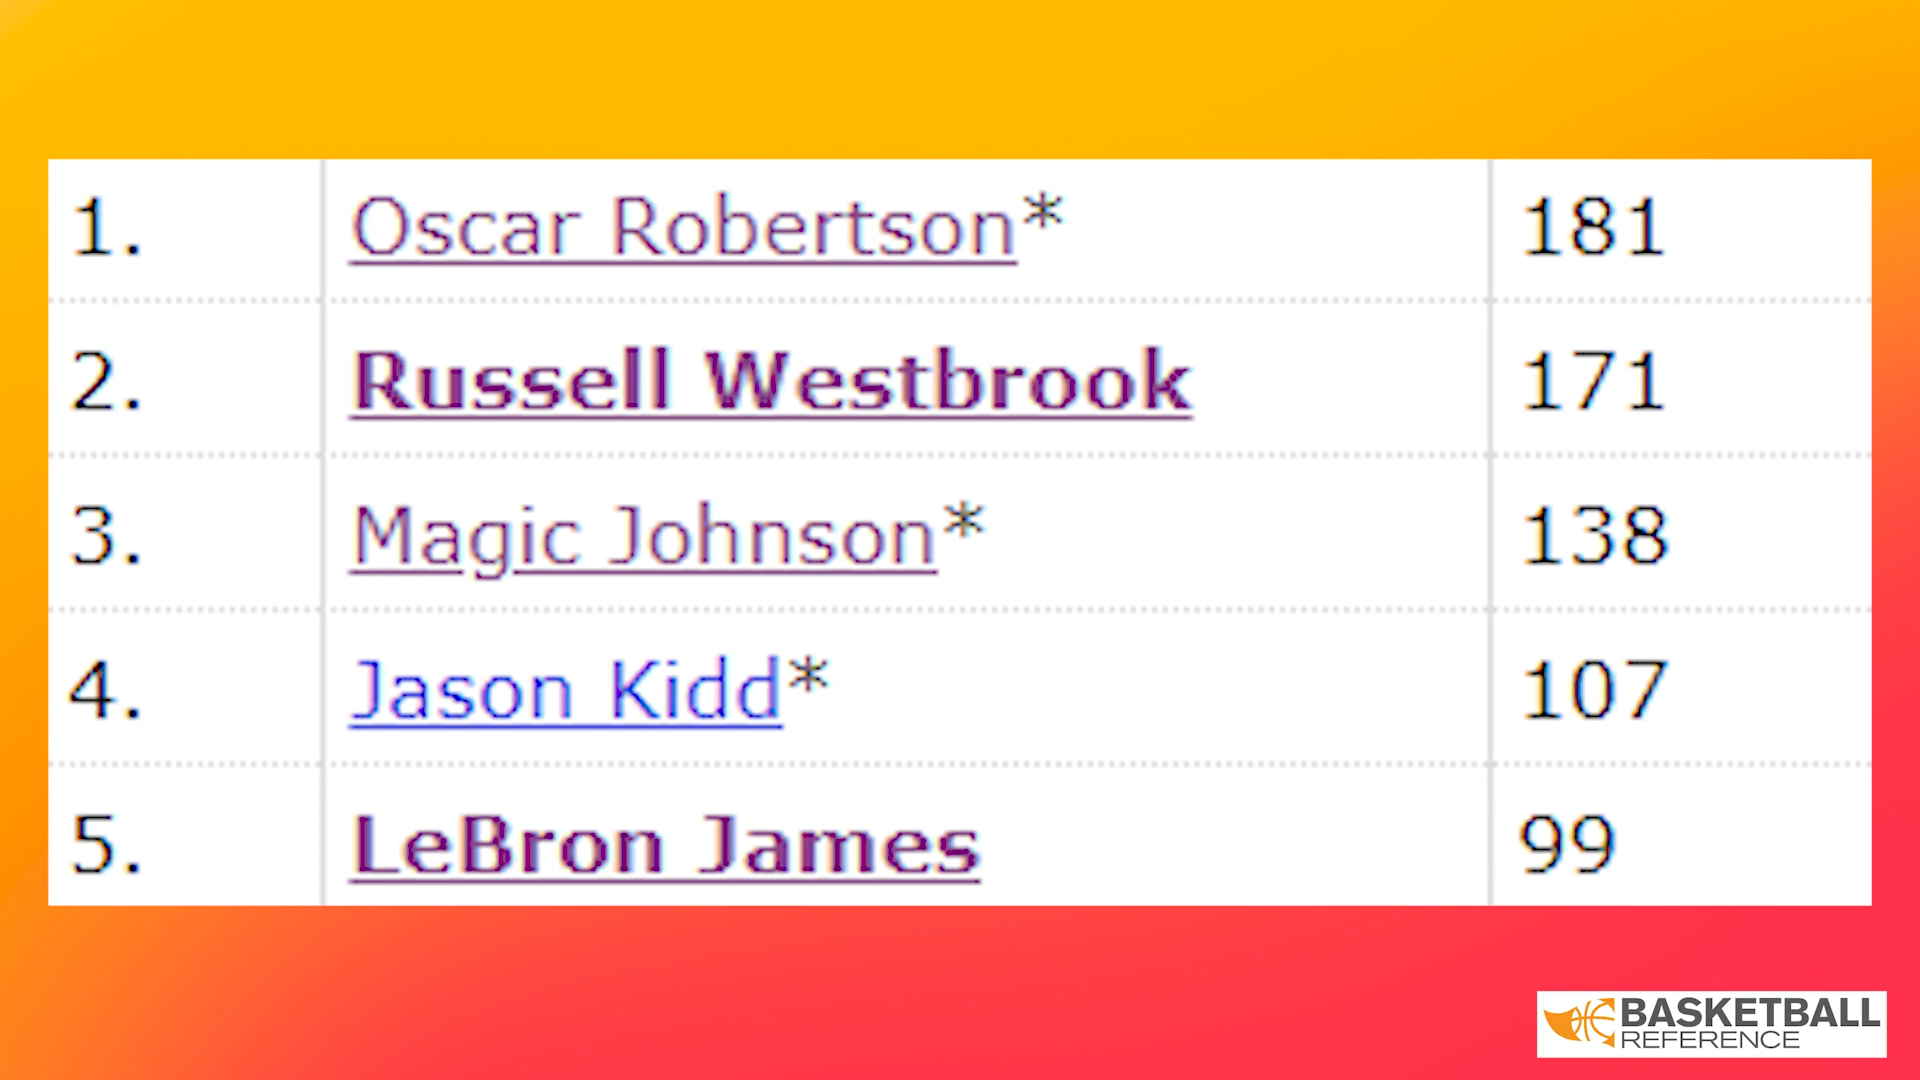 1. Oscar Robertson* 181
2. Russell Westbrook 171
3. Magic Johnson* 138
4. Jason Kidd* 107
5. LeBron James 99
BASKETBALL
REFERENCE